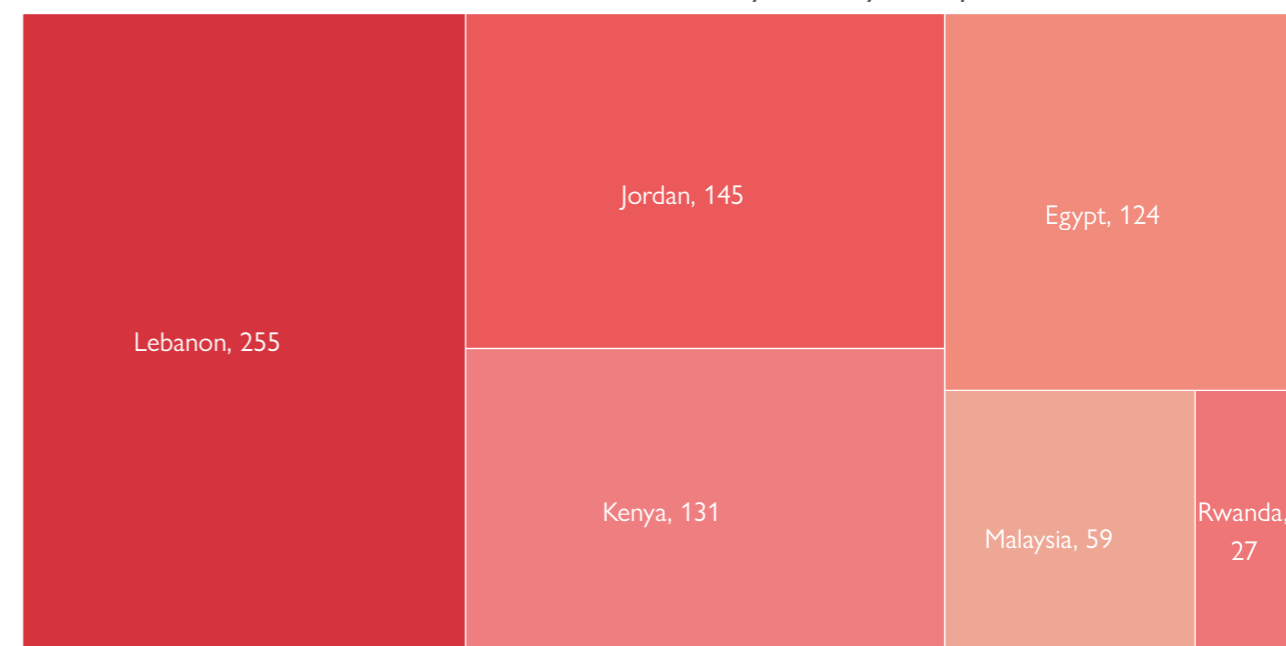 Lebanon, 255
Jordan, 145
Kenya, 131
Egypt, 124
Malaysia, 59
Rwanda,
27